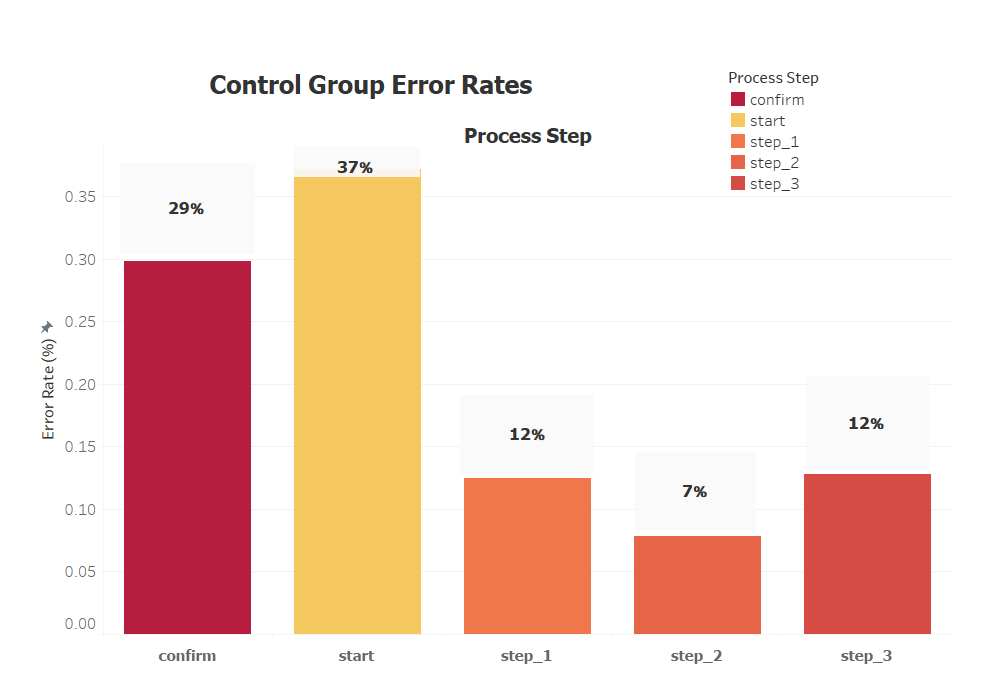 Control Group Error Rates
Process Step
Process Step
confirm
start
step_1
step_2
step_3
Error Rate (%)
0.35
0.30
0.25
0.20
0.15
0.10
0.05
0.00
29%
37%
12%
7%
12%
confirm start step_1 step_2 step_3